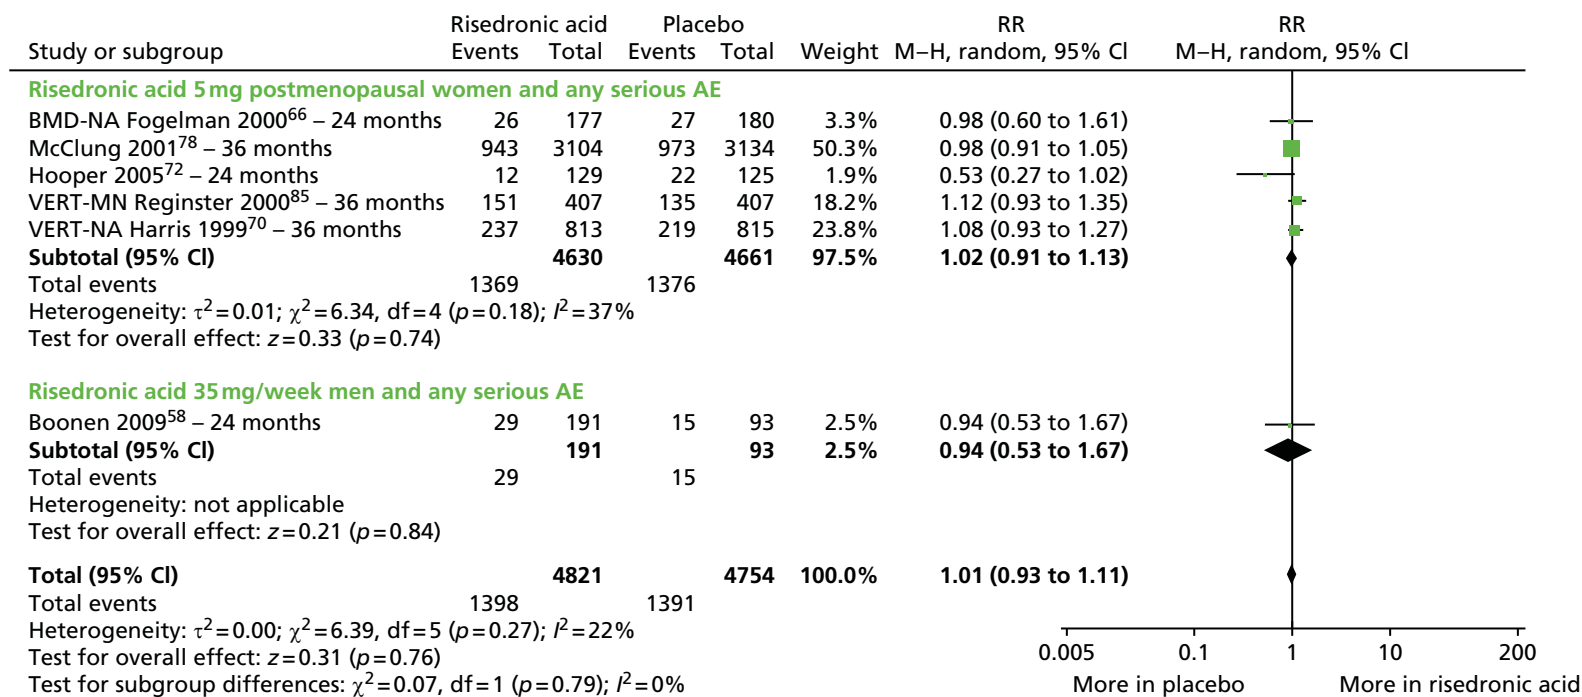 Risedronic acid Placebo RR RR
Study or subgroup Events Total Events Total Weight M–H, random, 95% CI M–H, random, 95% CI
Risedronic acid 5 mg postmenopausal women and any serious AE
BMD-NA Fogelman 2000⁶⁶ – 24 months 26 177 27 180 3.3% 0.98 (0.60 to 1.61)
McClung 2001⁷⁸ – 36 months 943 3104 973 3134 50.3% 0.98 (0.91 to 1.05)
Hooper 2005⁷² – 24 months 12 129 22 125 1.9% 0.53 (0.27 to 1.02)
VERT-MN Reginster 2000⁸⁵ – 36 months 151 407 135 407 18.2% 1.12 (0.93 to 1.35)
VERT-NA Harris 1999⁷⁰ – 36 months 237 813 219 815 23.8% 1.08 (0.93 to 1.27)
Subtotal (95% CI) 4630 4661 97.5% 1.02 (0.91 to 1.13)
Total events 1369 1376
Heterogeneity: τ²=0.01; χ²=6.34, df=4 (p=0.18); I²=37%
Test for overall effect: z=0.33 (p=0.74)
Risedronic acid 35 mg/week men and any serious AE
Boonen 2009⁵⁸ – 24 months 29 191 15 93 2.5% 0.94 (0.53 to 1.67)
Subtotal (95% CI) 191 93 2.5% 0.94 (0.53 to 1.67)
Total events 29 15
Heterogeneity: not applicable
Test for overall effect: z=0.21 (p=0.84)
Total (95% CI) 4821 4754 100.0% 1.01 (0.93 to 1.11)
Total events 1398 1391
Heterogeneity: τ²=0.00; χ²=6.39, df=5 (p=0.27); I²=22%
Test for overall effect: z=0.31 (p=0.76)
Test for subgroup differences: χ²=0.07, df=1 (p=0.79); I²=0%
0.005 0.1 1 10 200
More in placebo More in risedronic acid